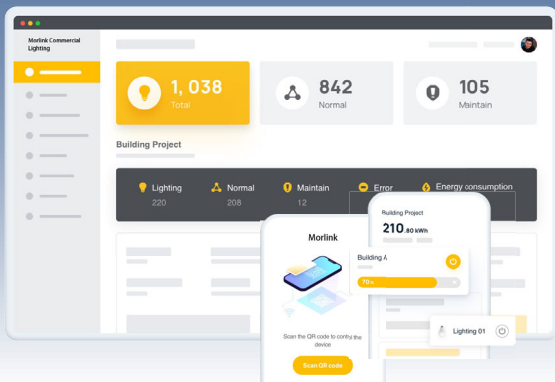 Morlink Commercial
Lighting
1,038
Total
842
Normal
105
Maintain
Building Project
Lighting
220
Normal
208
Maintain
12
Error
Energy consumption
Morlink
Scan the QR code to config the
device
Scan QR code
Building Project
210.80 kWh
Building A
70%
Lighting 01